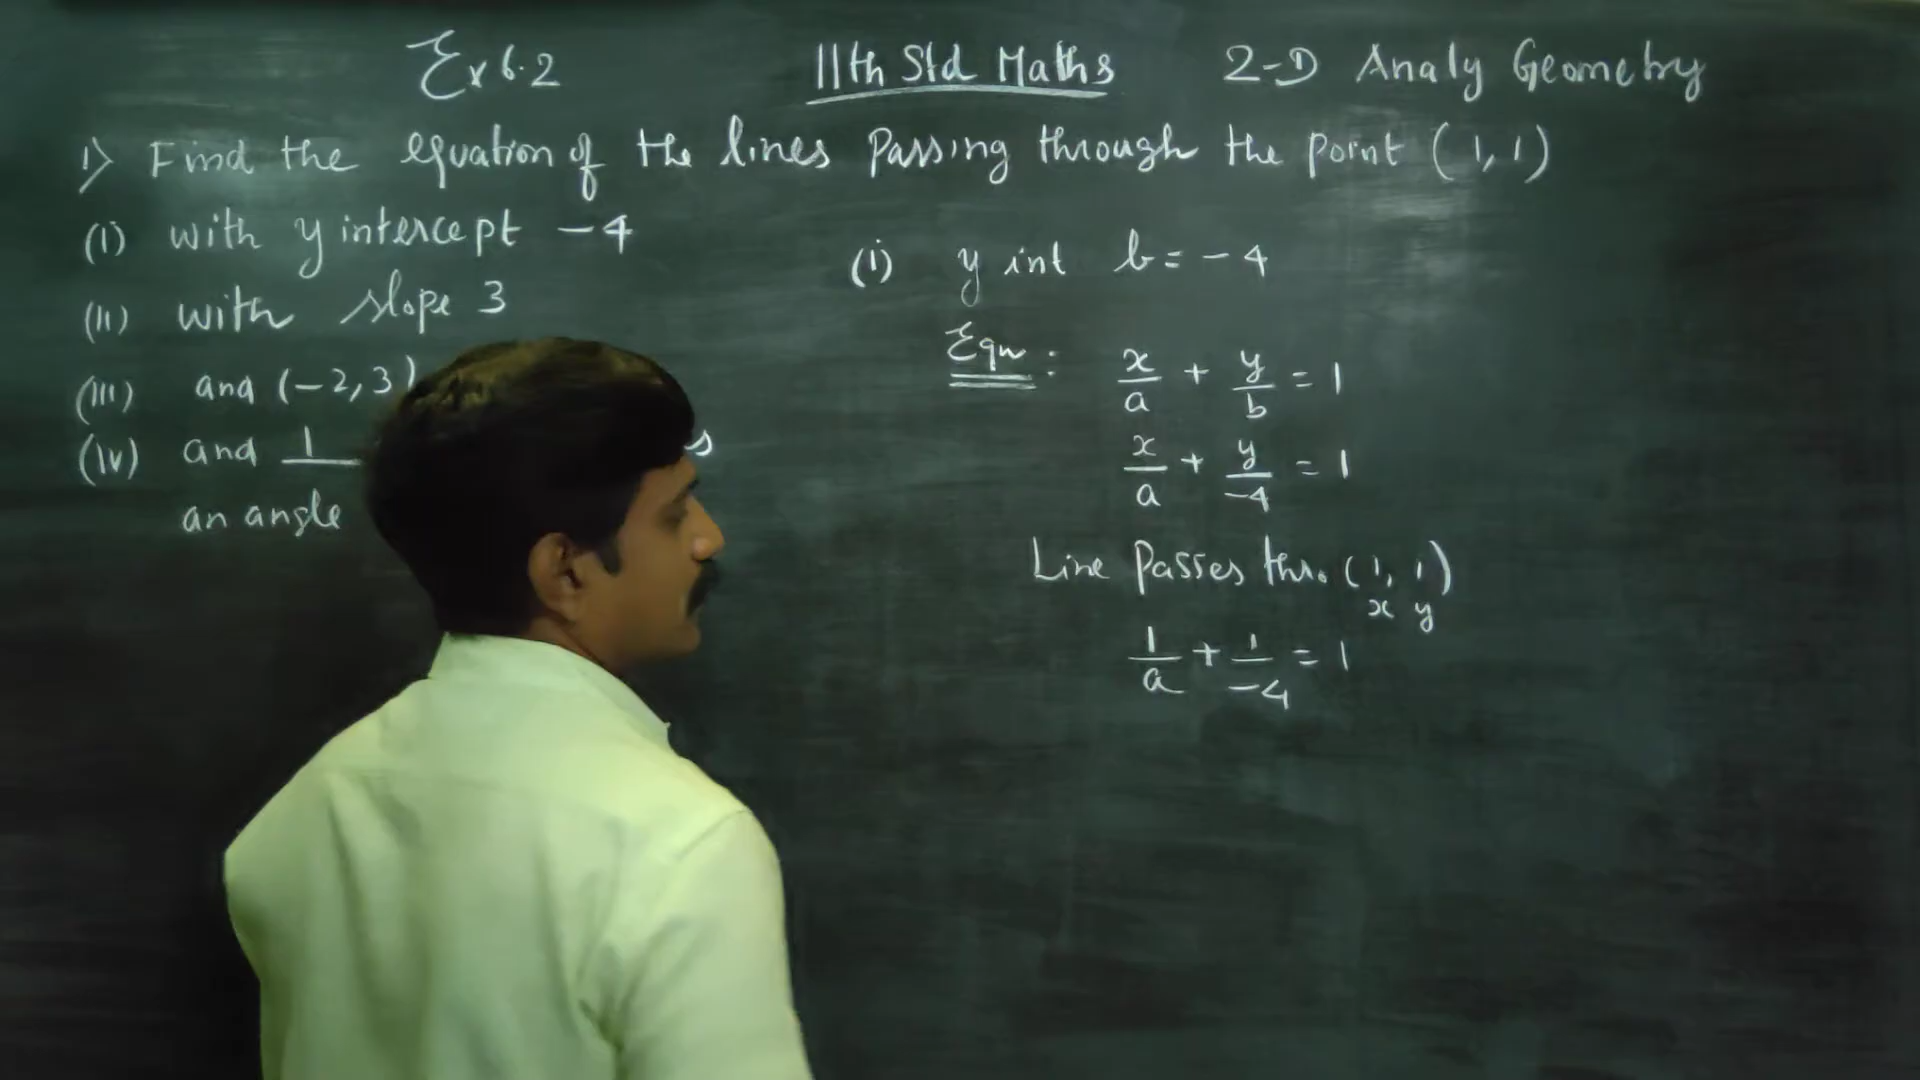 Ex 6.2 11th Std Maths 2-D Analy Geometry
1) Find the equation of the lines Passing through the point (1,1)
(i) with y intercept -4
(ii) with slope 3
(iii) and (-2,3)
(iv) and 1
an angle
(i) y int b = -4
Eqn : x/a + y/b = 1
x/a + y/-4 = 1
Line Passes thro (1, 1)
x y
1/a + 1/-4 = 1